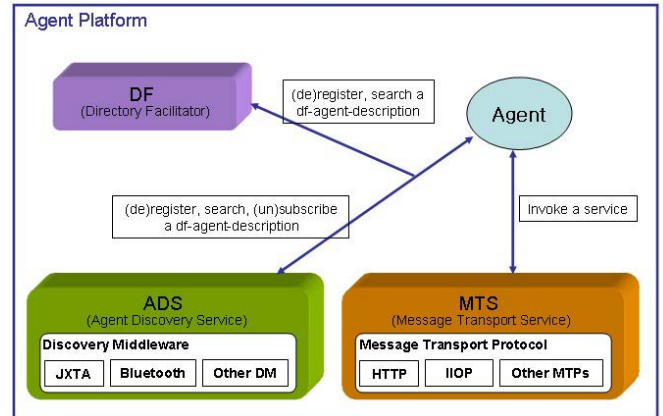 Agent Platform
DF
(Directory Facilitator)
(de)register, search a
df-agent-description
Agent
(de)register, search, (un)subscribe
a df-agent-description
Invoke a service
ADS
(Agent Discovery Service)
Discovery Middleware
JXTA
Bluetooth
Other DM
MTS
(Message Transport Service)
Message Transport Protocol
HTTP
IIOP
Other MTPs